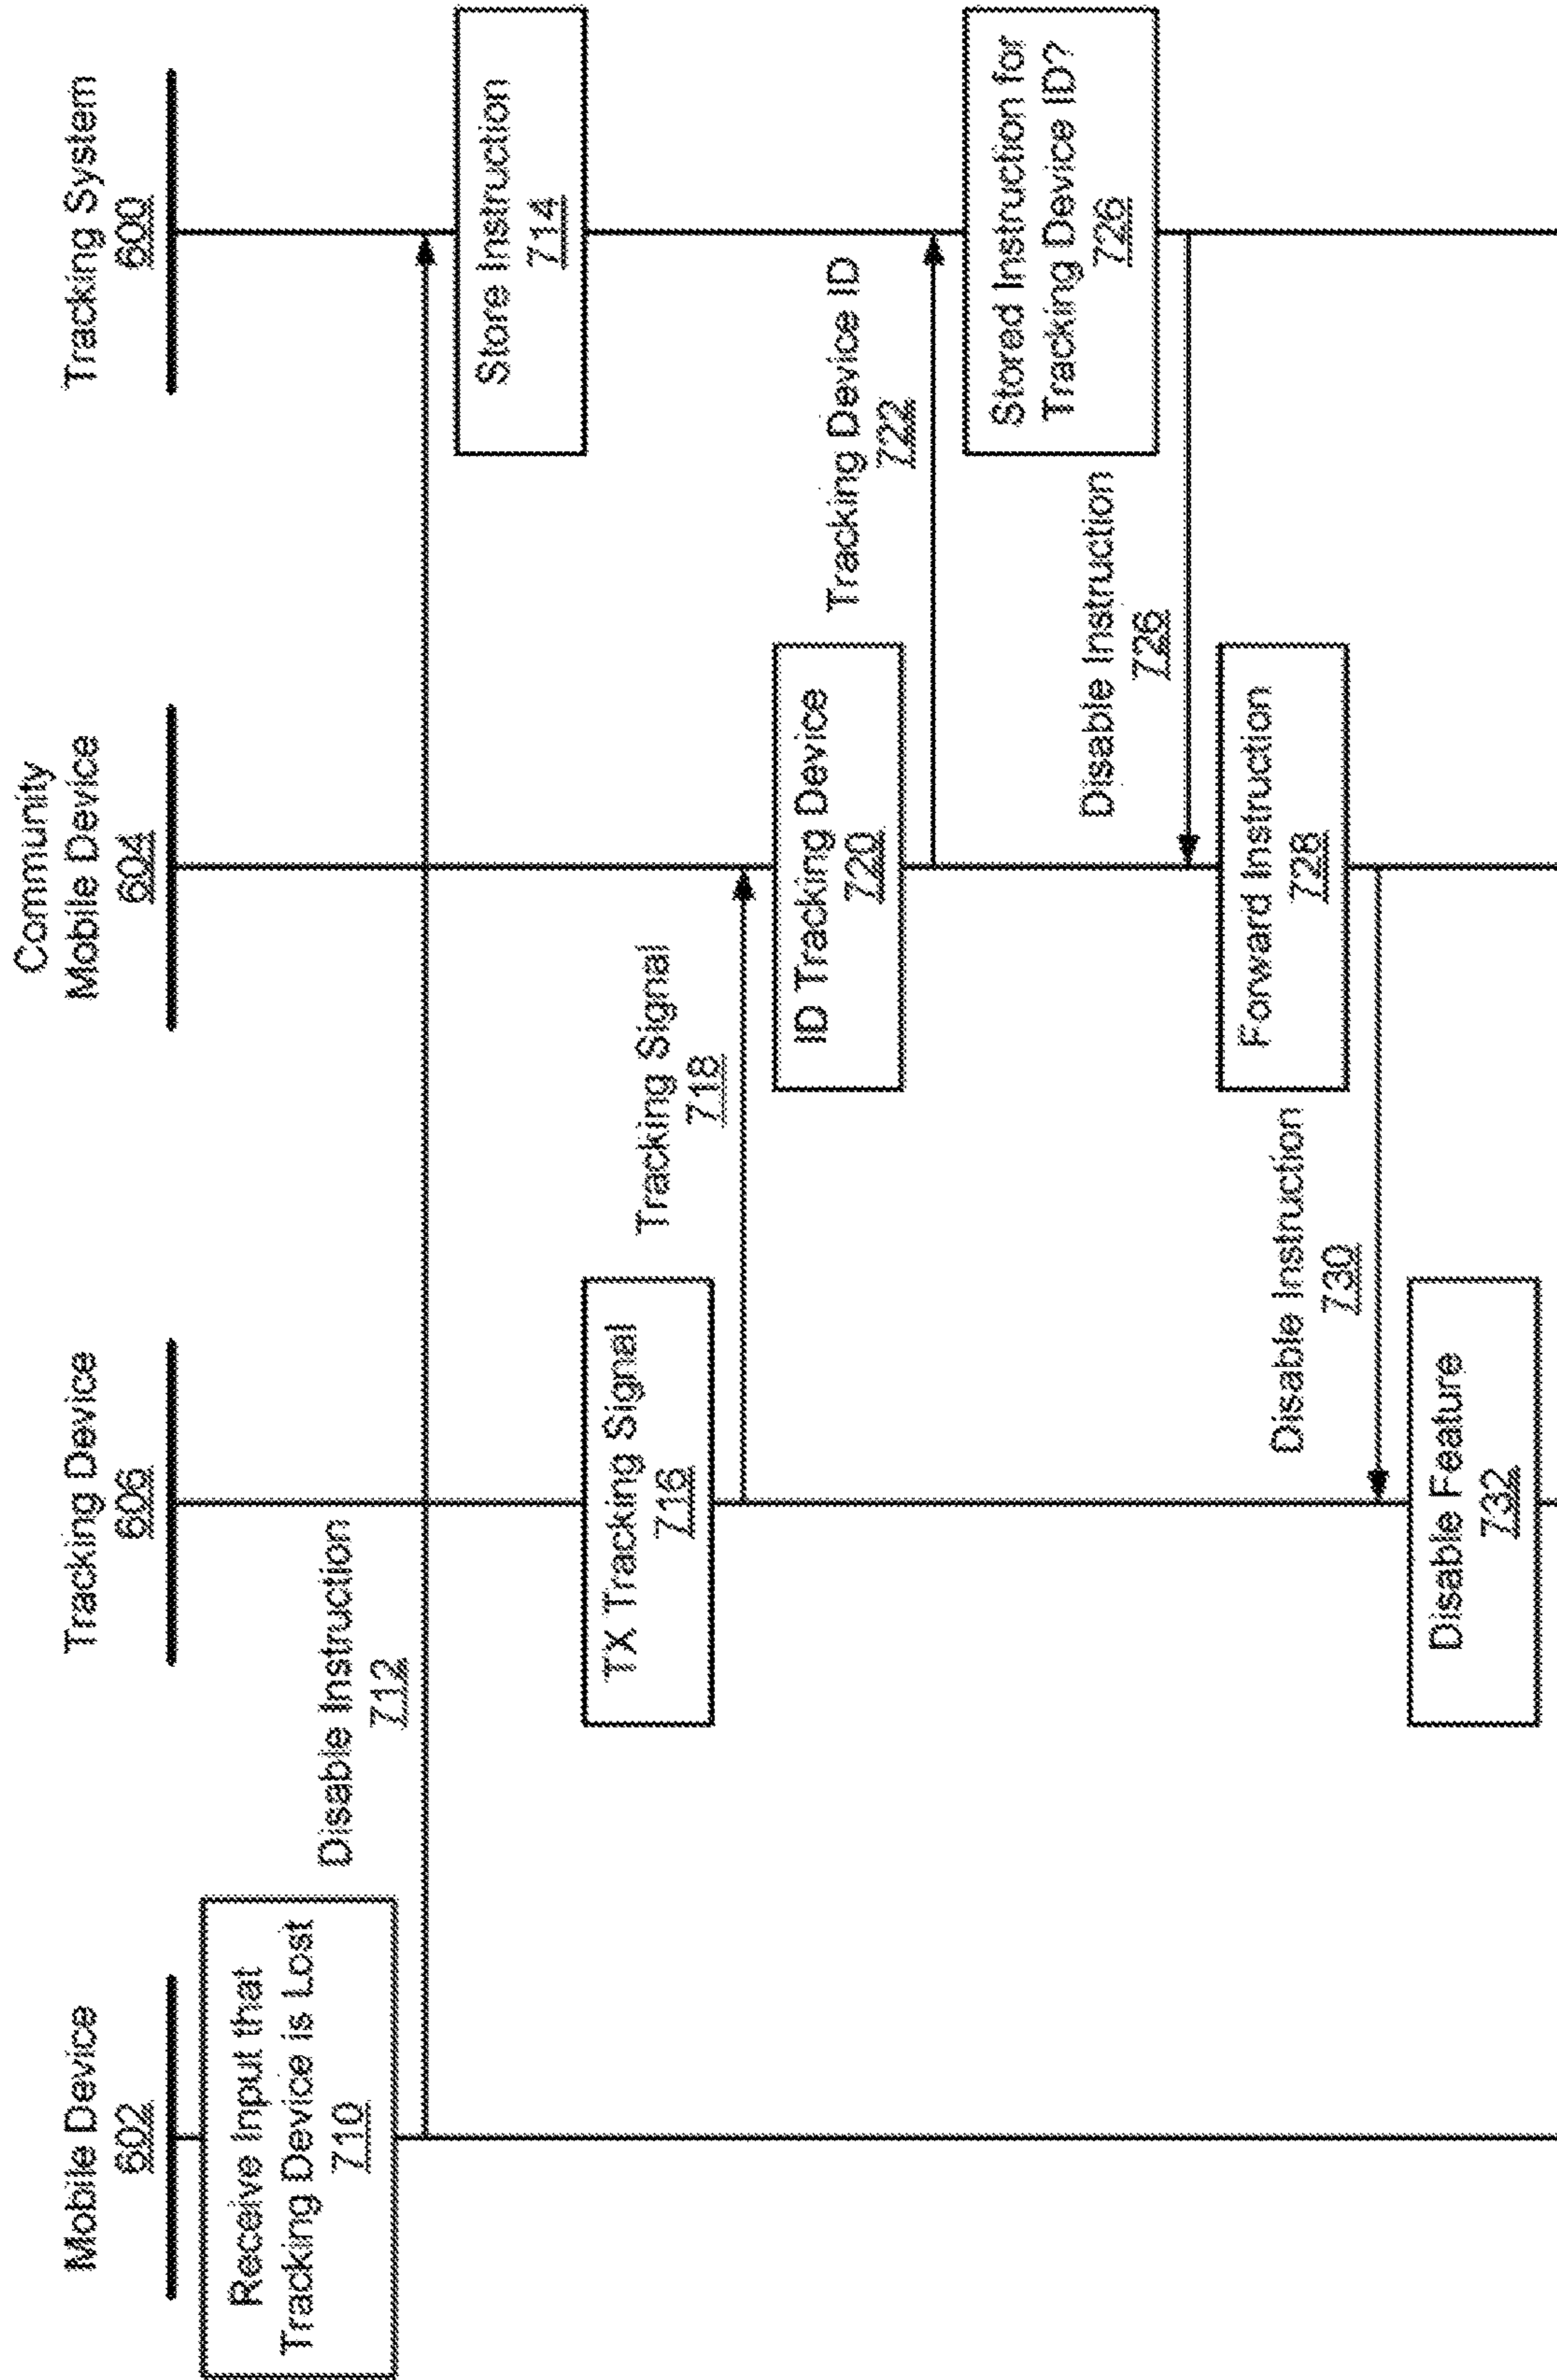 Mobile Device
602
Tracking Device
606
Community
Mobile Device
604
Tracking System
600
Receive Input that
Tracking Device is Lost
710
Disable Instruction
712
Store Instruction
714
TX Tracking Signal
716
Tracking Signal
718
ID Tracking Device
720
Tracking Device ID
722
Stored Instruction for
Tracking Device ID?
726
Disable Instruction
726
Forward Instruction
728
Disable Instruction
730
Disable Feature
732